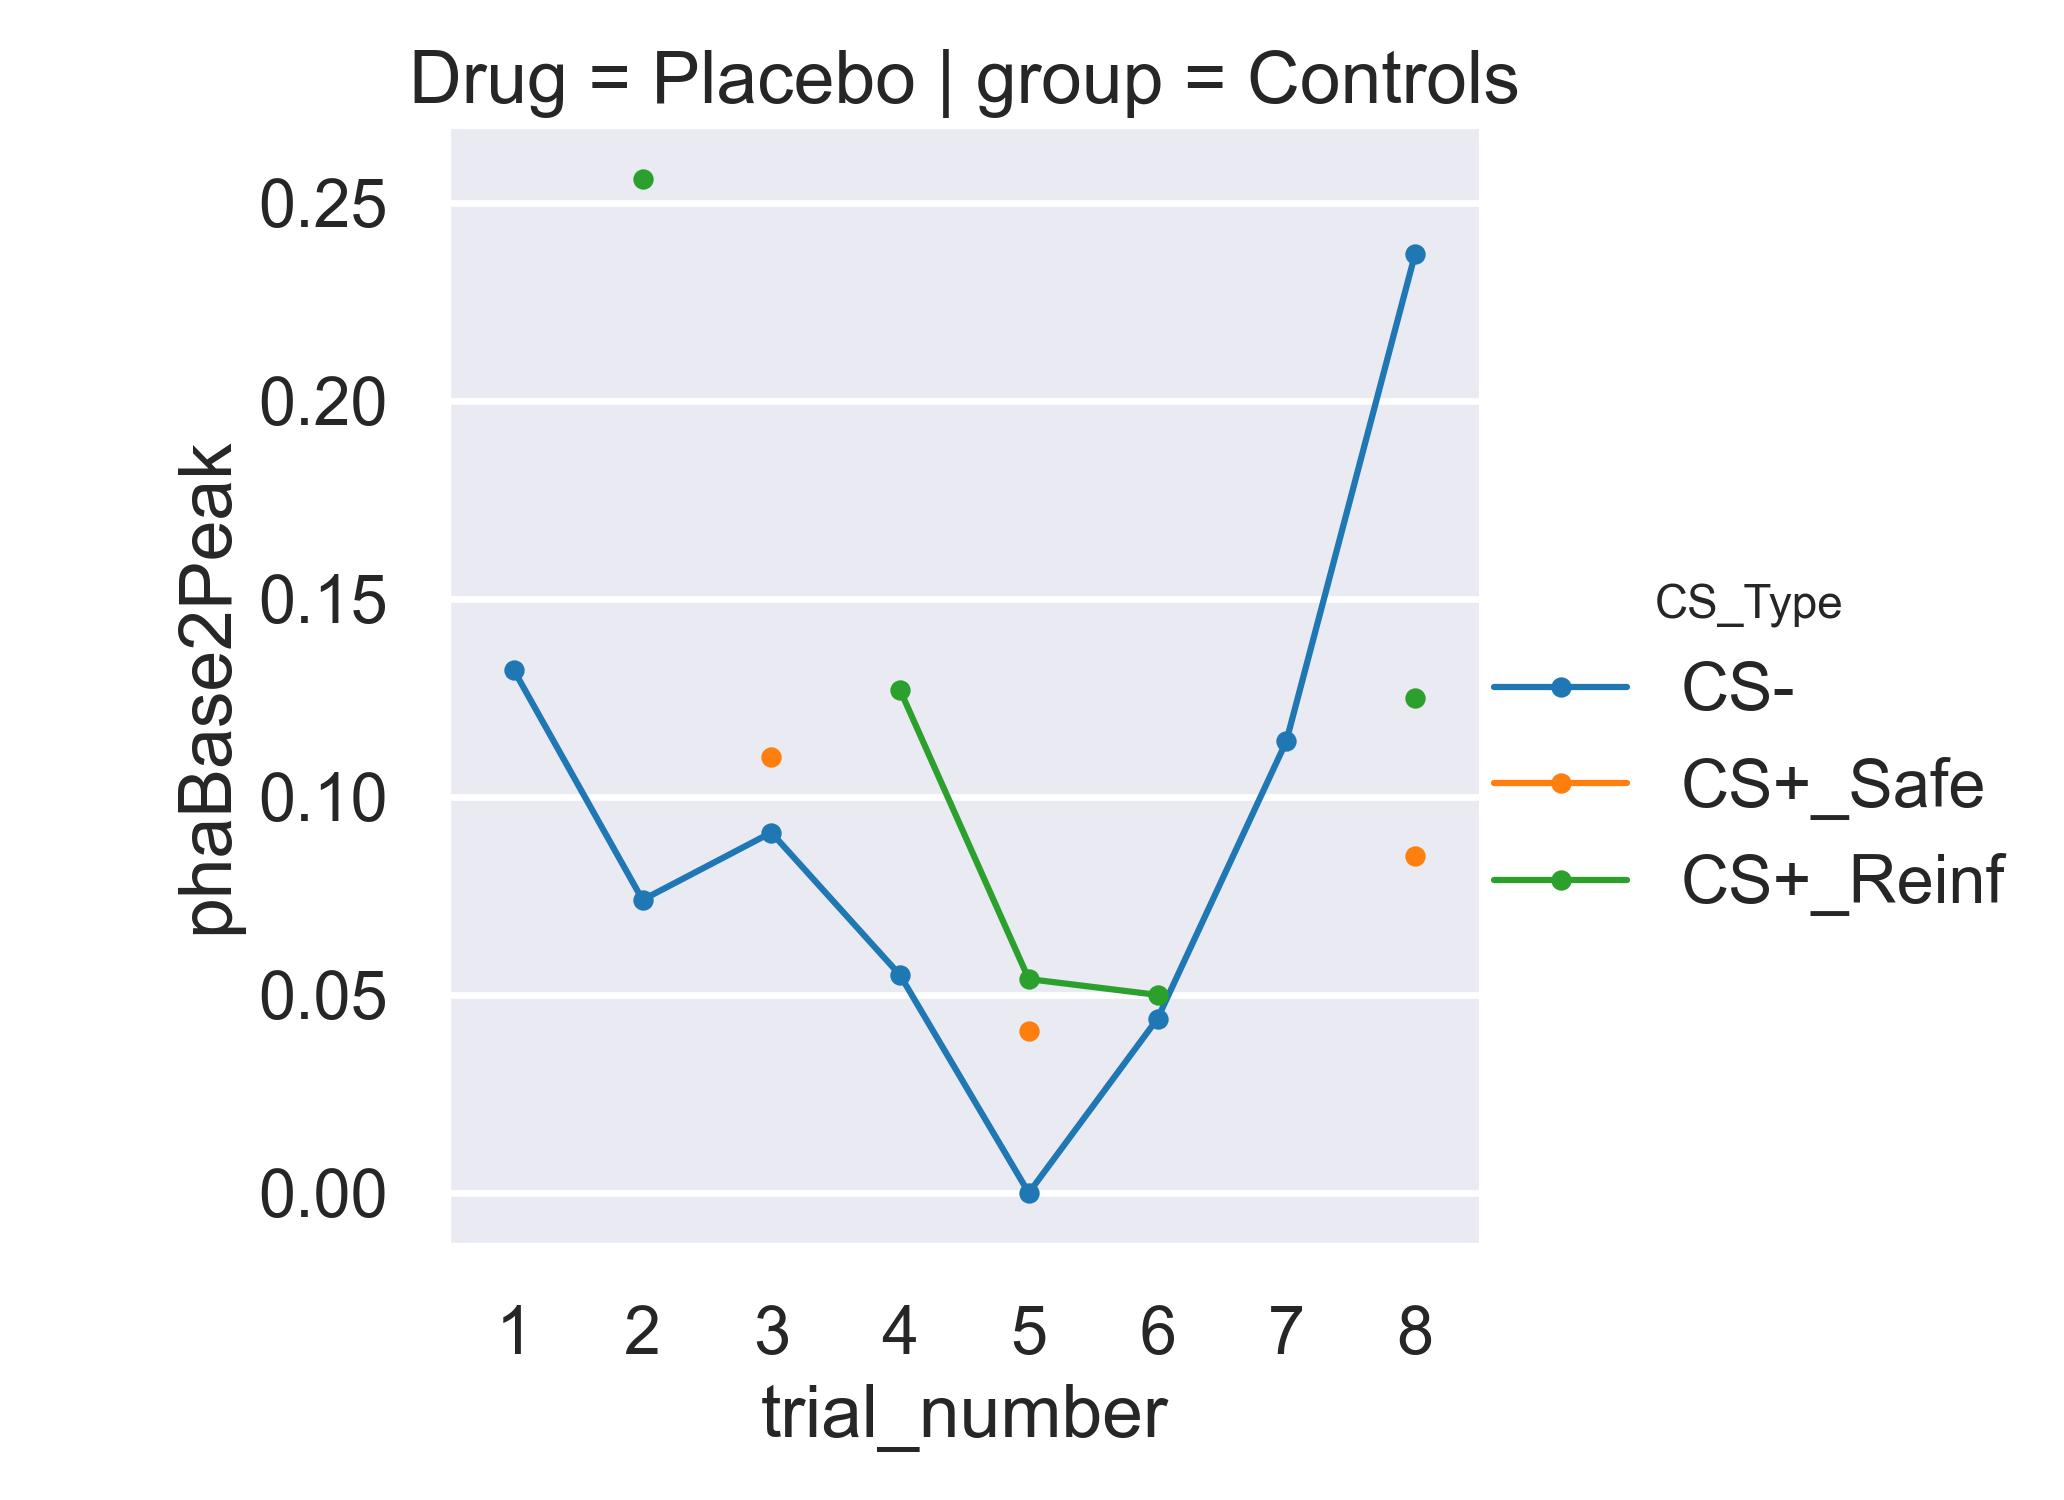 Drug = Placebo | group = Controls
0.25
0.20
0.15
0.10
0.05
0.00
phaBase2Peak
1 2 3 4 5 6 7 8
trial_number
CS_Type
CS-
CS+_Safe
CS+_Reinf